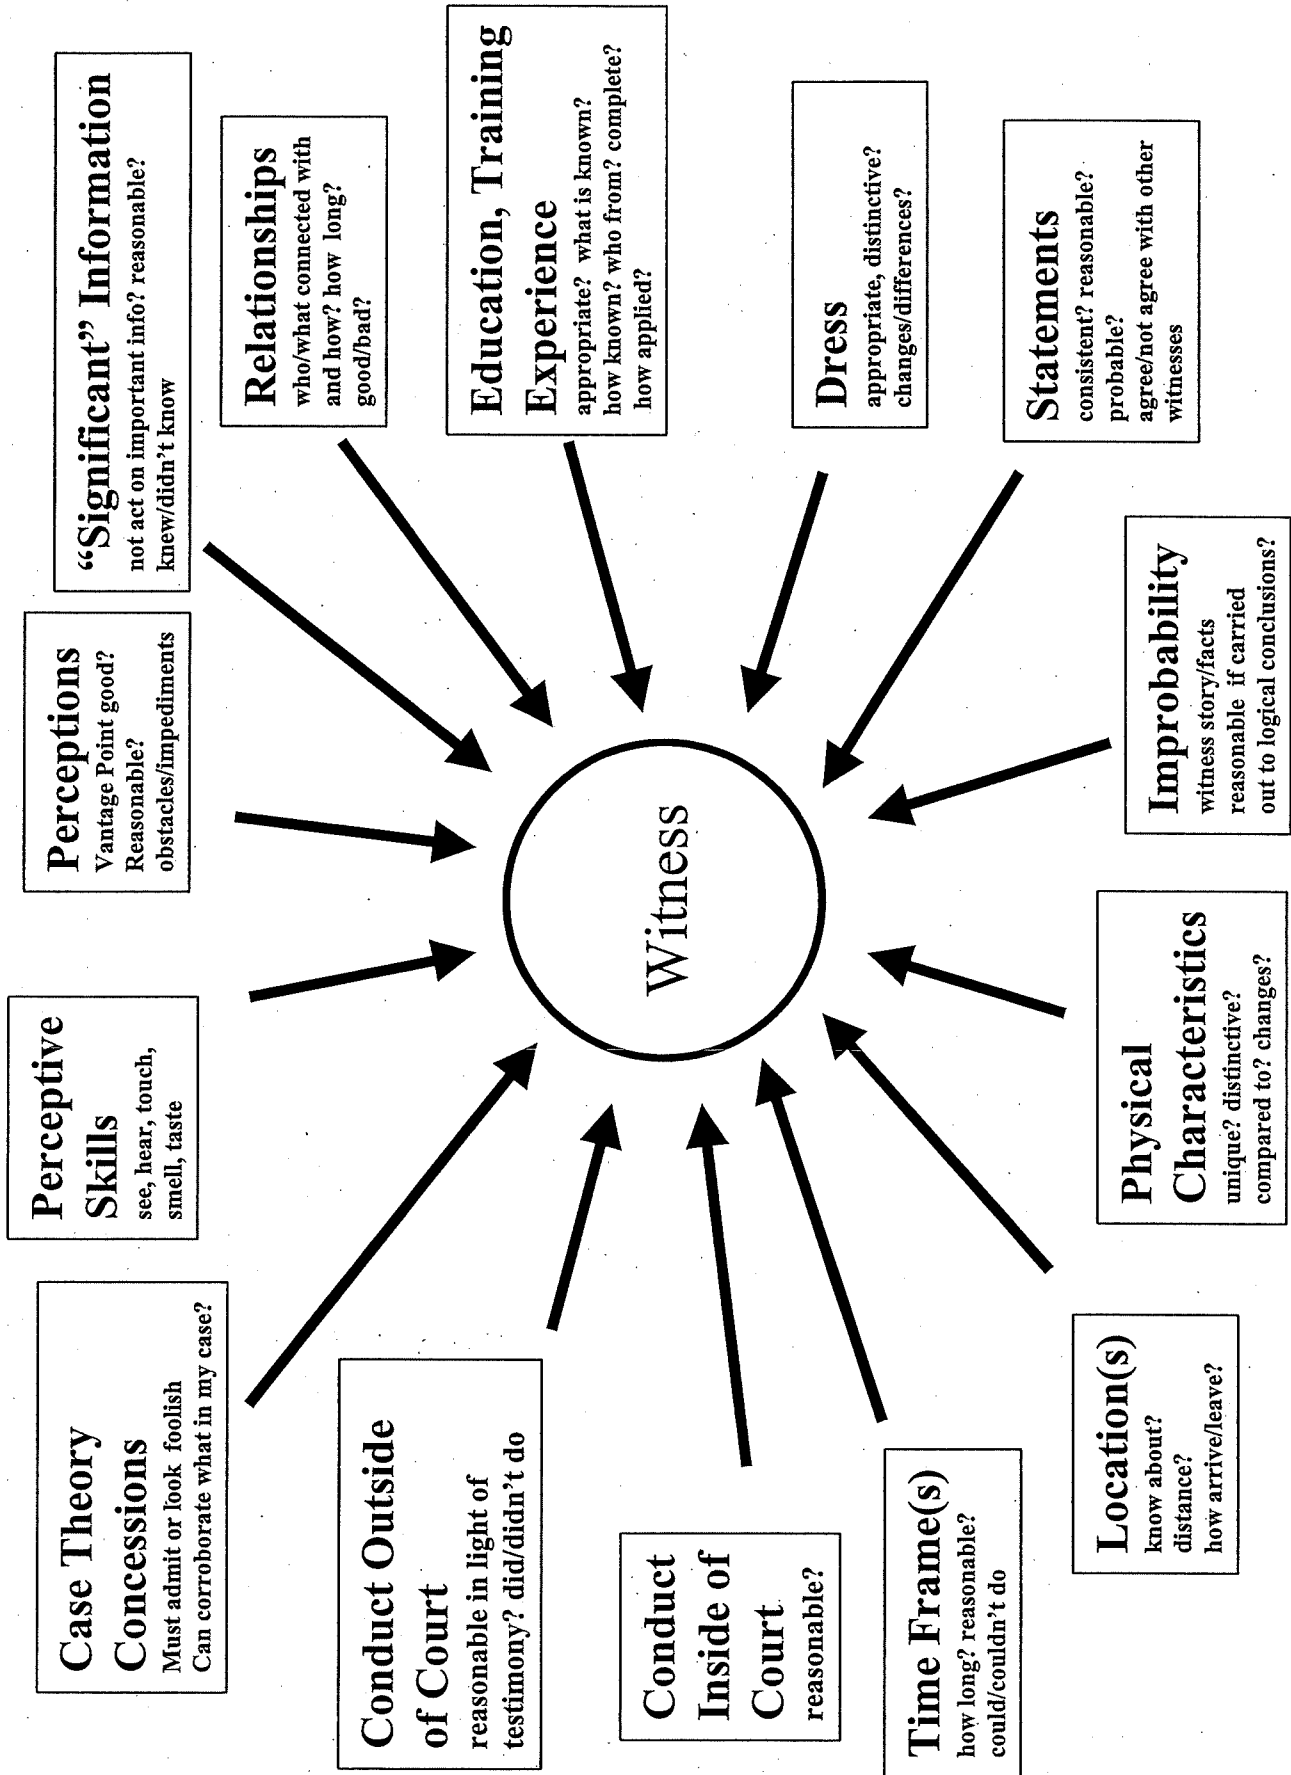 Case Theory
Concessions
Must admit or look foolish
Can corroborate what in my case?
Perceptive
Skills
see, hear, touch,
smell, taste
Perceptions
Vantage Point good?
Reasonable?
obstacles/impediments
“Significant” Information
not act on important info? reasonable?
knew/didn’t know
Relationships
who/what connected with
and how? how long?
good/bad?
Education, Training
Experience
appropriate? what is known?
how known? who from? complete?
how applied?
Dress
appropriate, distinctive?
changes/differences?
Statements
consistent? reasonable?
probable?
agree/not agree with other
witnesses
Improbability
witness story/facts
reasonable if carried
out to logical conclusions?
Physical
Characteristics
unique? distinctive?
compared to? changes?
Location(s)
know about?
distance?
how arrive/leave?
Time Frame(s)
how long? reasonable?
could/couldn’t do
Conduct
Inside of
Court
reasonable?
Conduct Outside
of Court
reasonable in light of
testimony? did/didn’t do
Witness